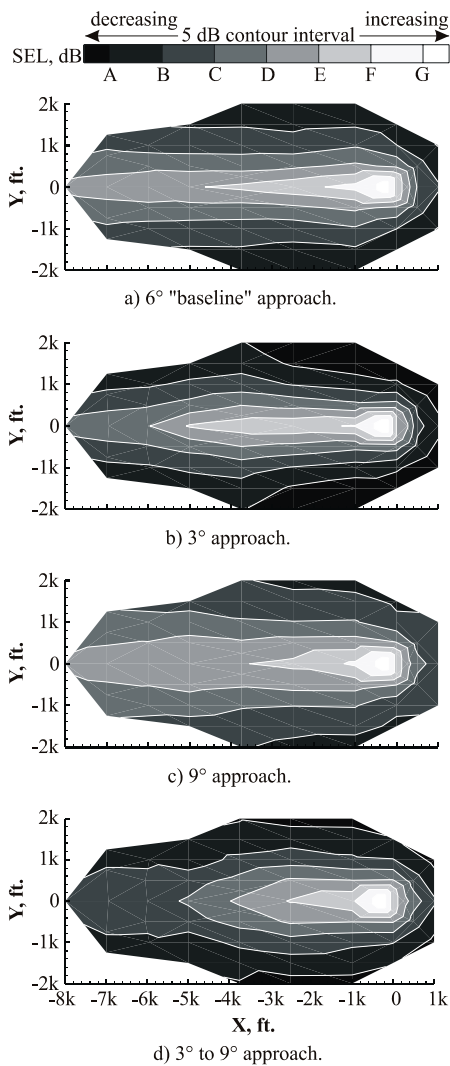 decreasing increasing
5 dB contour interval
SEL, dB
A B C D E F G
2k
1k
0
-1k
-2k
Y, ft.
a) 6° "baseline" approach.
2k
1k
0
-1k
-2k
Y, ft.
b) 3° approach.
2k
1k
0
-1k
-2k
Y, ft.
c) 9° approach.
2k
1k
0
-1k
-2k
Y, ft.
-8k -7k -6k -5k -4k -3k -2k -1k 0 1k
X, ft.
d) 3° to 9° approach.